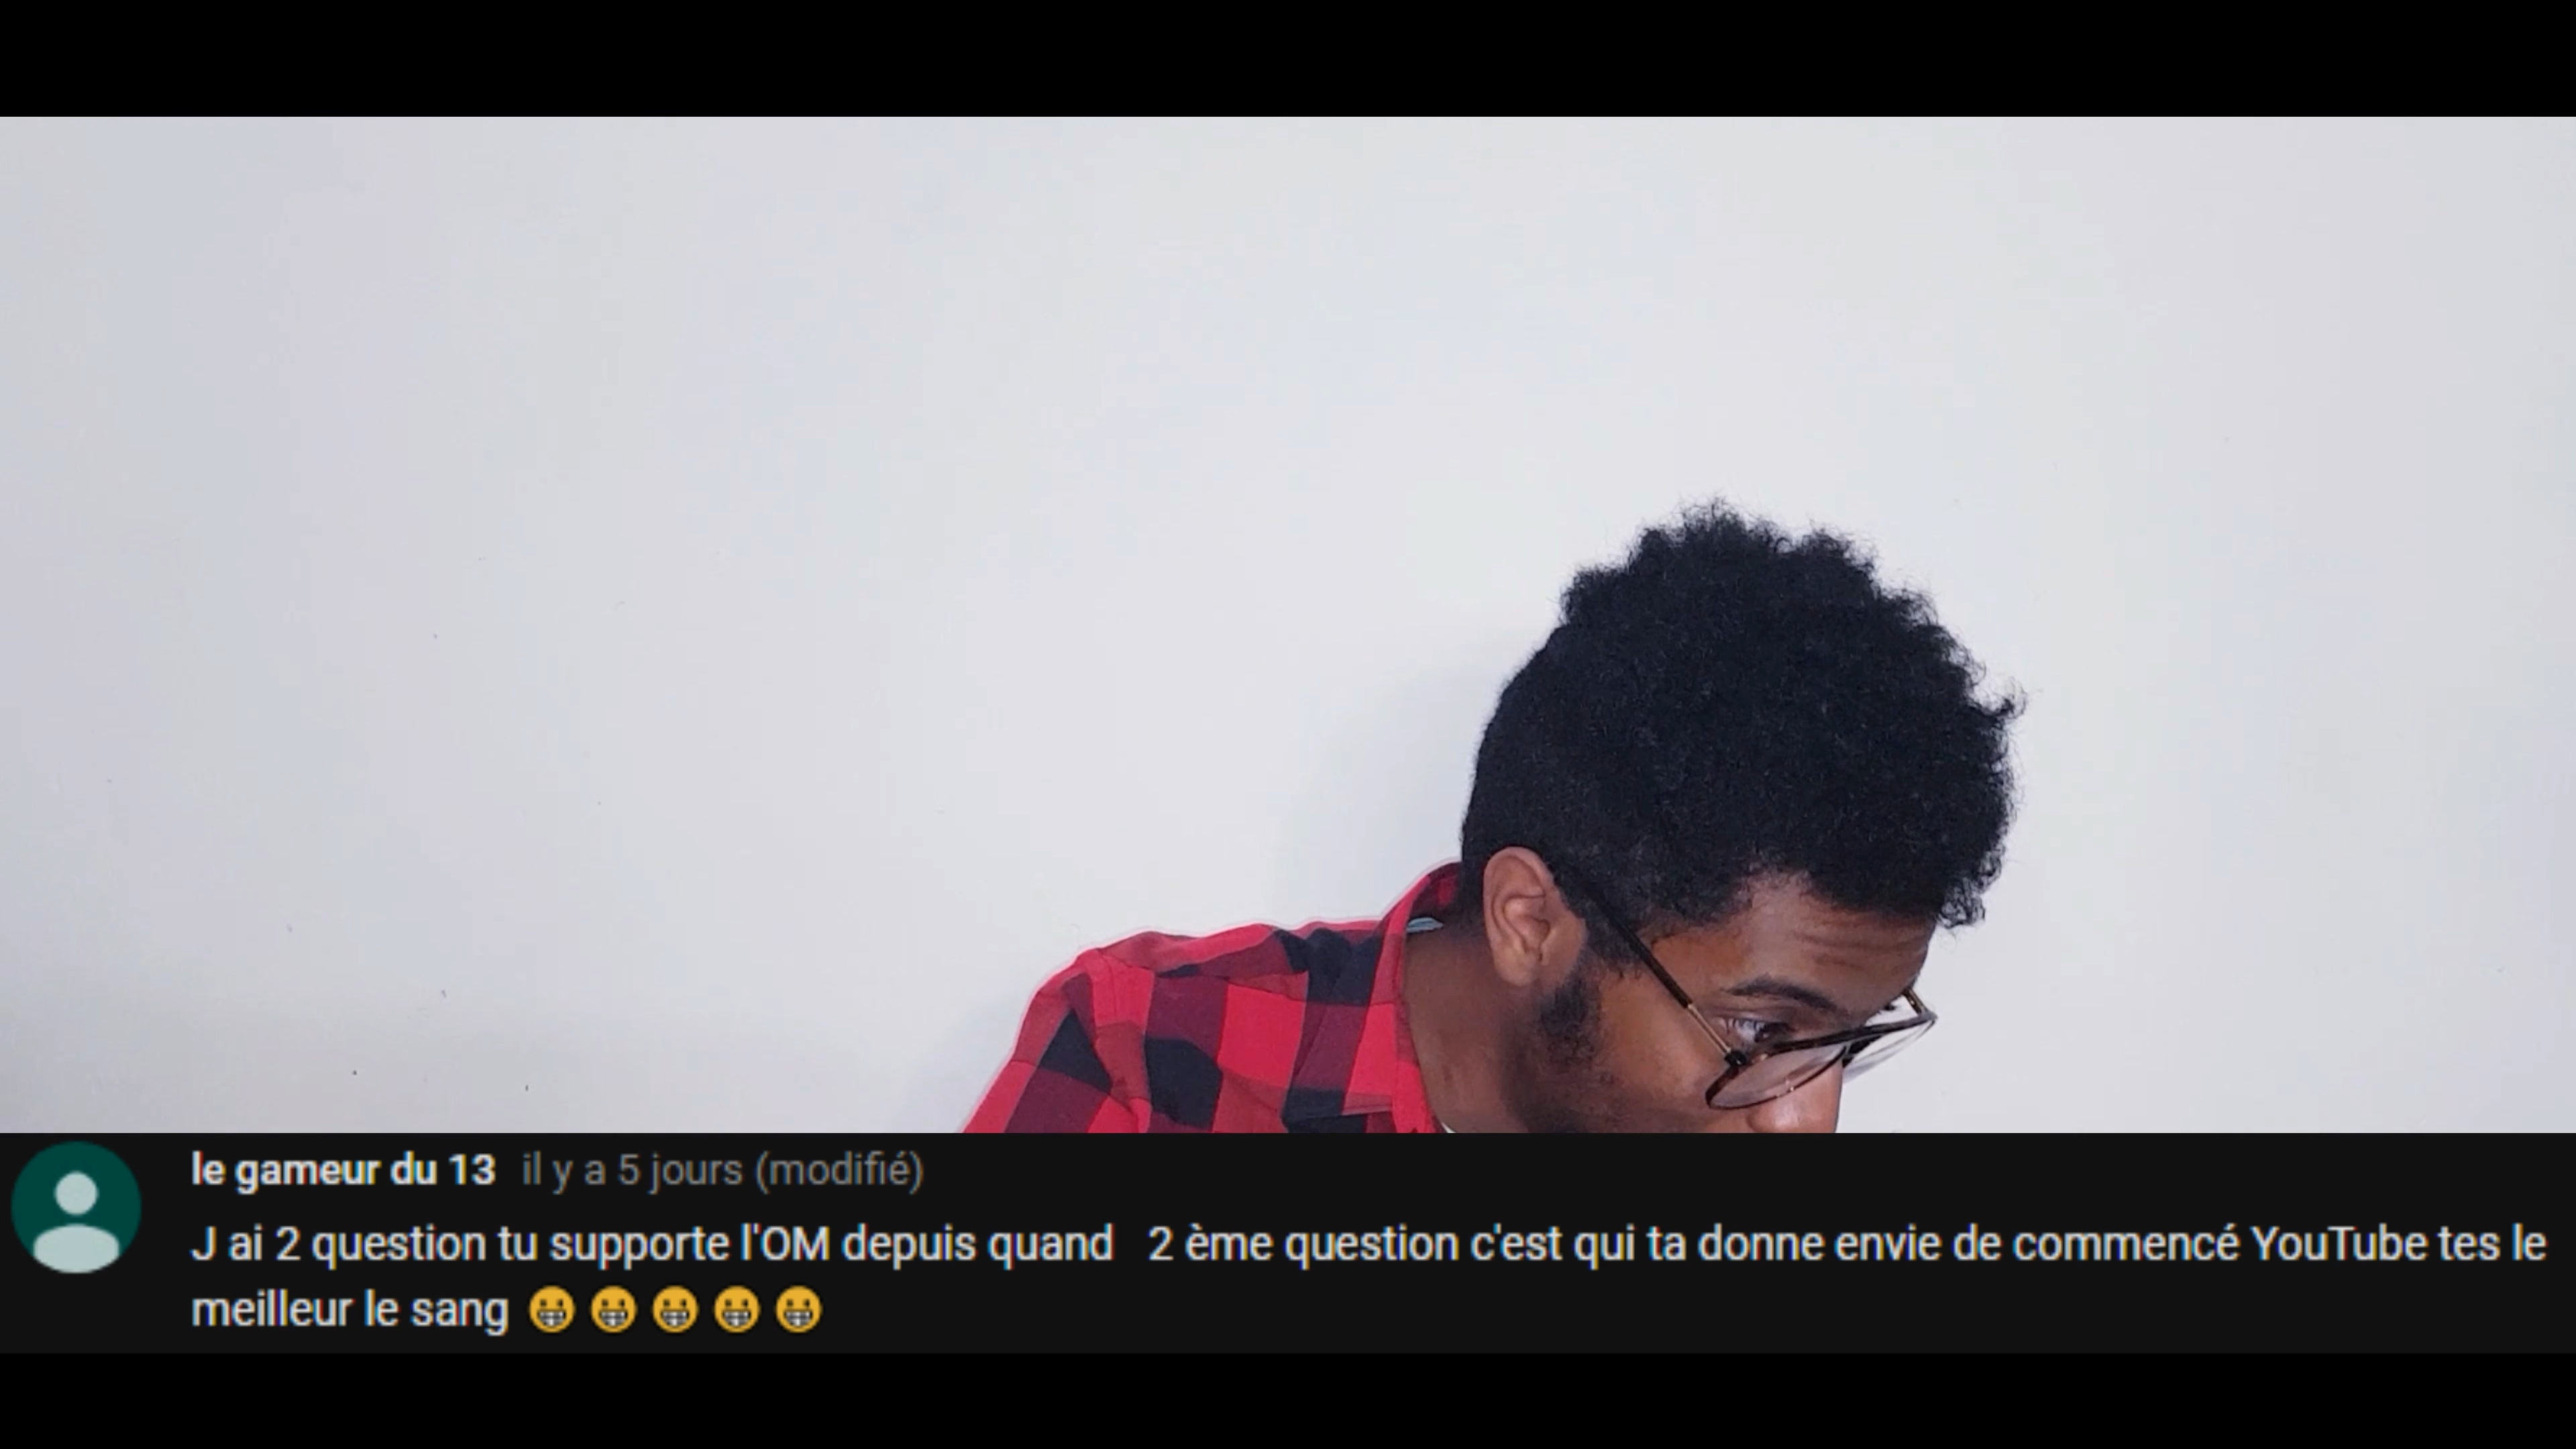 le gameur du 13 il y a 5 jours (modifié)
J ai 2 question tu supporte l'OM depuis quand 2 ème question c'est qui ta donne envie de commencé YouTube tes le
meilleur le sang 😀 😀 😀 😀 😀